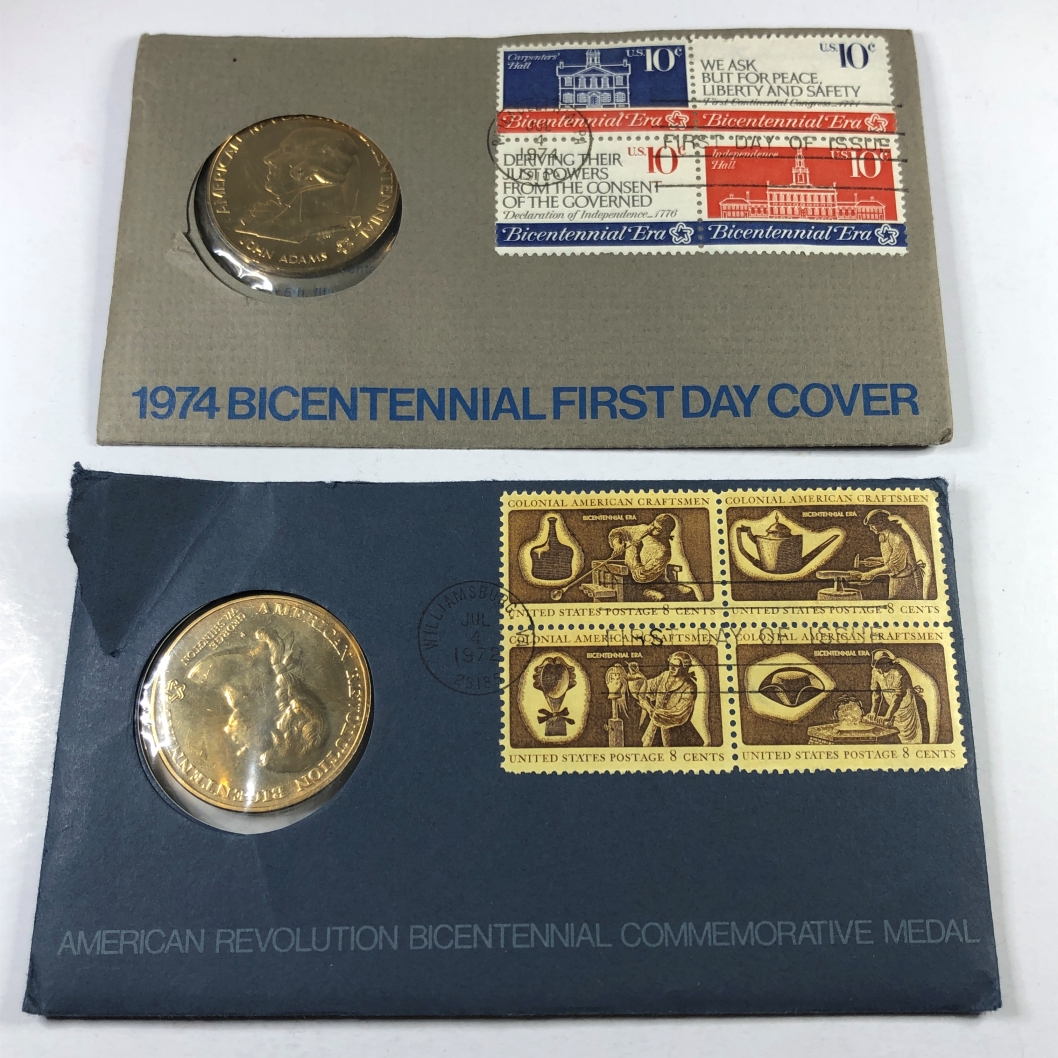 Carpenters' Hall
U.S. 10c
Bicentennial Era
U.S. 10c
WE ASK
BUT FOR PEACE,
LIBERTY AND SAFETY
First Continental Congress...1774
Bicentennial Era
DERIVING THEIR
JUST POWERS
FROM THE CONSENT
OF THE GOVERNED
Declaration of Independence...1776
U.S. 10c
Bicentennial Era
Independence Hall
U.S. 10c
Bicentennial Era
1974
FIRST DAY OF ISSUE
AMERICAN
JOHN ADAMS
1974 BICENTENNIAL FIRST DAY COVER
COLONIAL AMERICAN CRAFTSMEN
BICENTENNIAL ERA
UNITED STATES POSTAGE 8 CENTS
COLONIAL AMERICAN CRAFTSMEN
BICENTENNIAL ERA
UNITED STATES POSTAGE 8 CENTS
COLONIAL AMERICAN CRAFTSMEN
BICENTENNIAL ERA
UNITED STATES POSTAGE 8 CENTS
COLONIAL AMERICAN CRAFTSMEN
BICENTENNIAL ERA
UNITED STATES POSTAGE 8 CENTS
WILLIAMSBURG
JUL
4
1972
AMERICAN REVOLUTION BICENTENNIAL
GEORGE
WASHINGTON
AMERICAN REVOLUTION BICENTENNIAL COMMEMORATIVE MEDAL